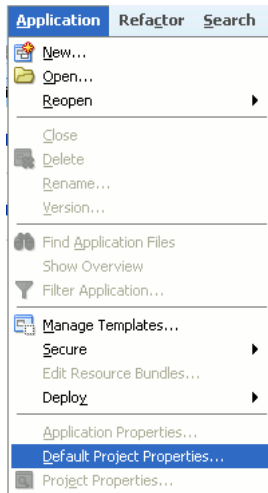 Application Refactor Search
New...
Open...
Reopen
Close
Delete
Rename...
Version...
Find Application Files
Show Overview
Filter Application...
Manage Templates...
Secure
Edit Resource Bundles...
Deploy
Application Properties...
Default Project Properties...
Project Properties...